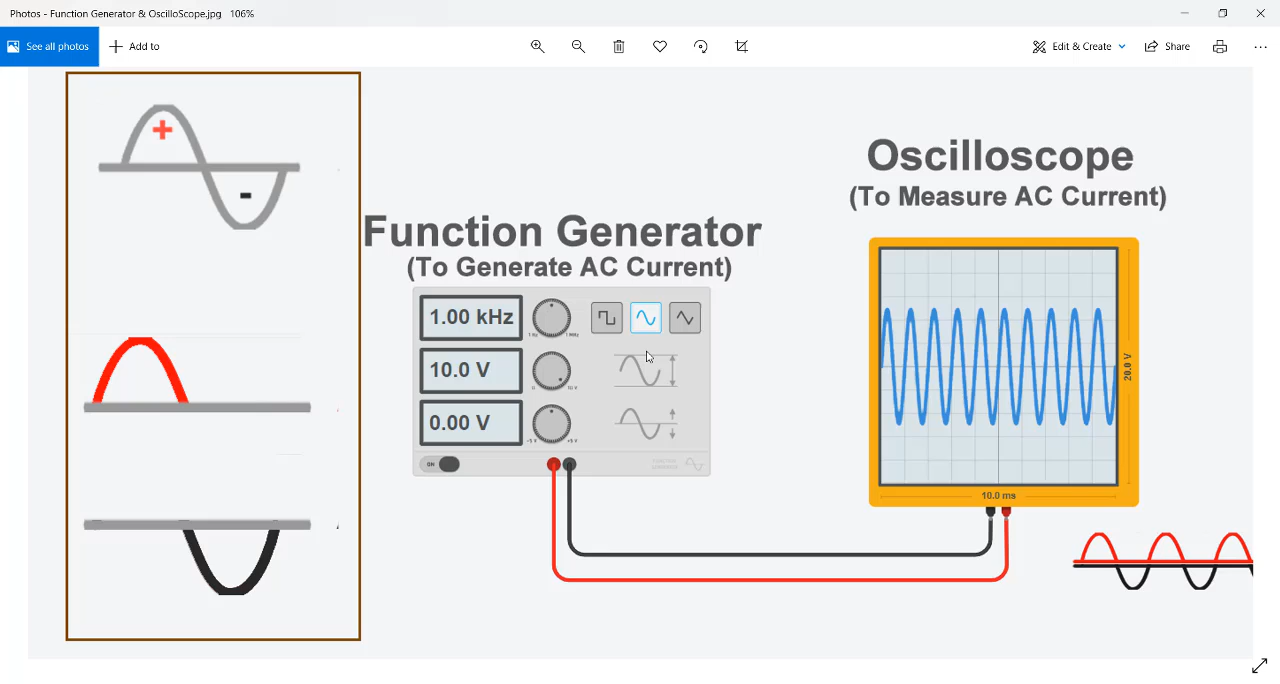 Photos - Function Generator & OscilloScope.jpg 106%
See all photos
Add to
Edit & Create
Share
+
-
Function Generator
(To Generate AC Current)
1.00 kHz
10.0 V
0.00 V
ON
Oscilloscope
(To Measure AC Current)
20.0 V
10.0 ms